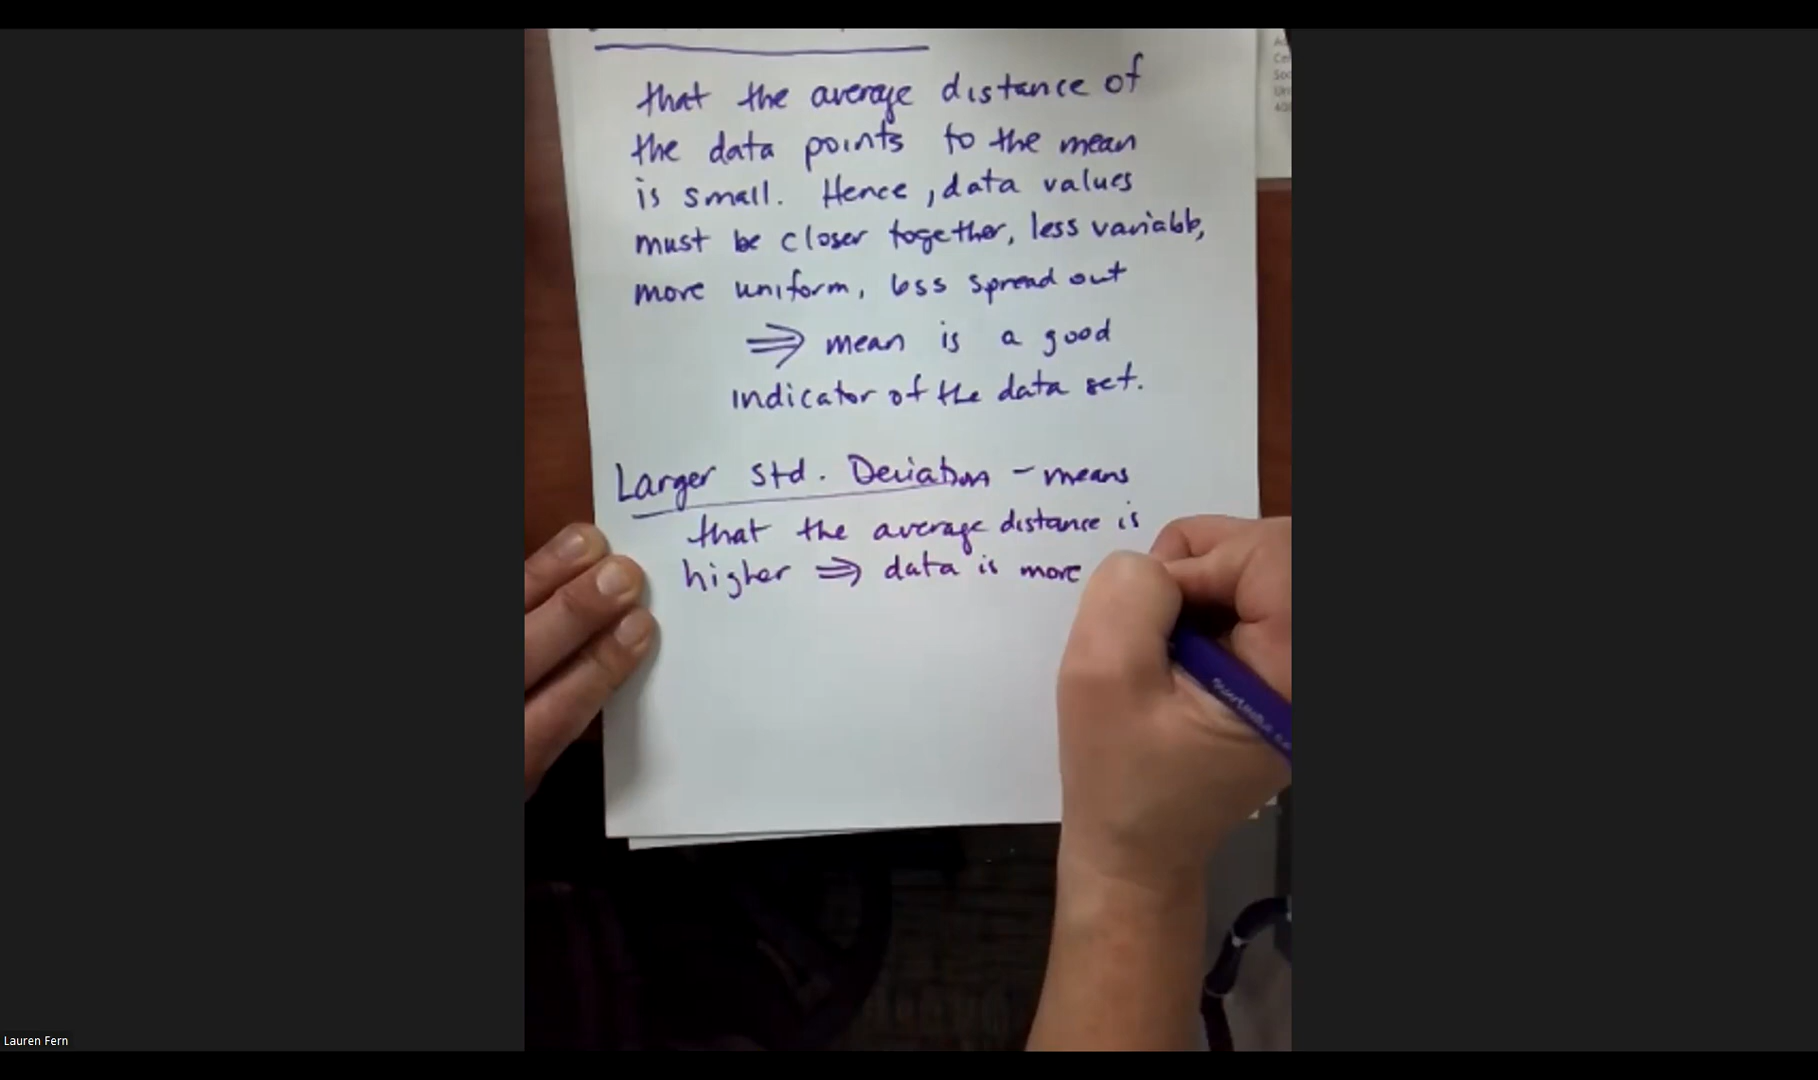 that the average distance of
the data points to the mean
is small. Hence, data values
must be closer together, less variable,
more uniform, less spread out
⇒ mean is a good
indicator of the data set.
Larger Std. Deviation - means
that the average distance is
higher ⇒ data is more
Lauren Fern